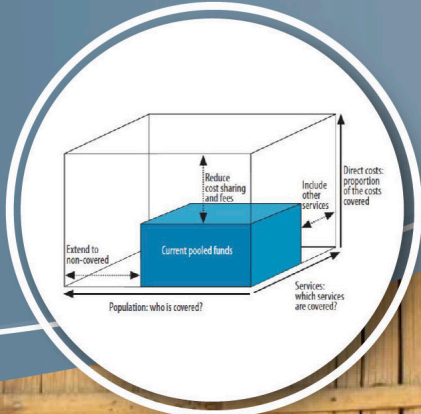 Reduce
cost sharing
and fees
Include
other
services
Direct costs:
proportion
of the costs
covered
Extend to
non-covered
Current pooled funds
Services:
which services
are covered?
Population: who is covered?